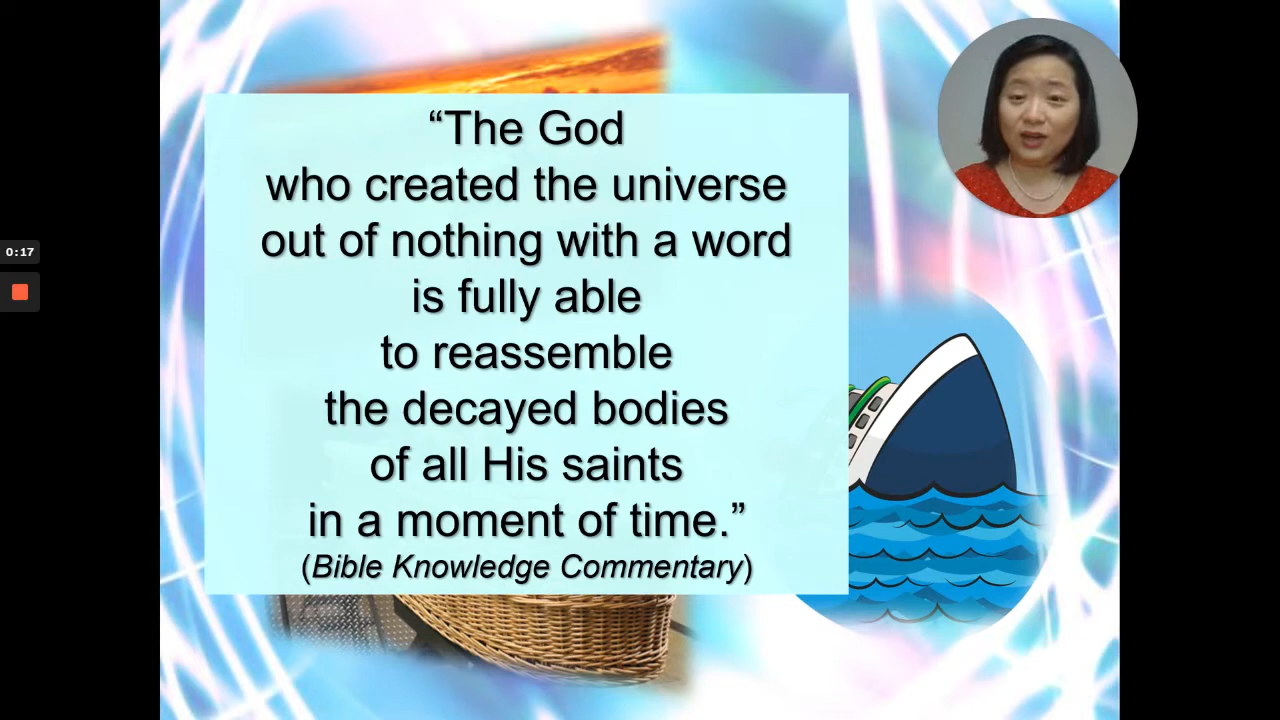 “The God
who created the universe
out of nothing with a word
is fully able
to reassemble
the decayed bodies
of all His saints
in a moment of time.”
(Bible Knowledge Commentary)
0:17